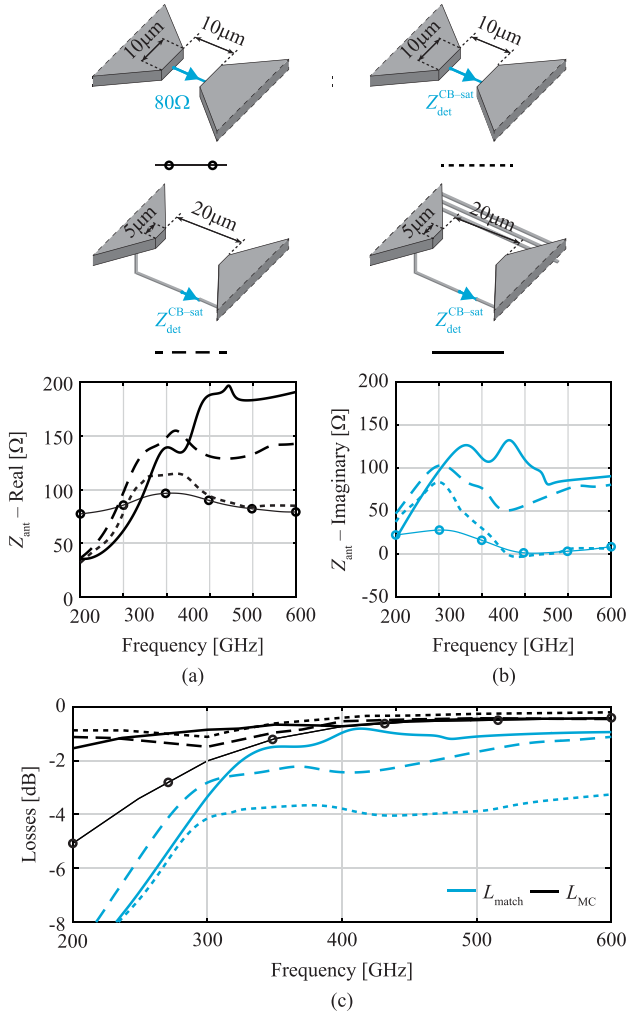 10μm
10μm
10μm
10μm
80Ω
Z_det^CB–sat
5μm
20μm
5μm
20μm
Z_det^CB–sat
Z_det^CB–sat
200
150
100
50
0
Z_ant – Real [Ω]
200 300 300 400 500 600
Frequency [GHz]
(a)
200
150
100
50
0
-50
Z_ant – Imaginary [Ω]
200 300 300 400 500 600
Frequency [GHz]
(b)
0
-2
-4
-6
-8
Losses [dB]
L_match
L_MC
200 300 400 500 600
Frequency [GHz]
(c)